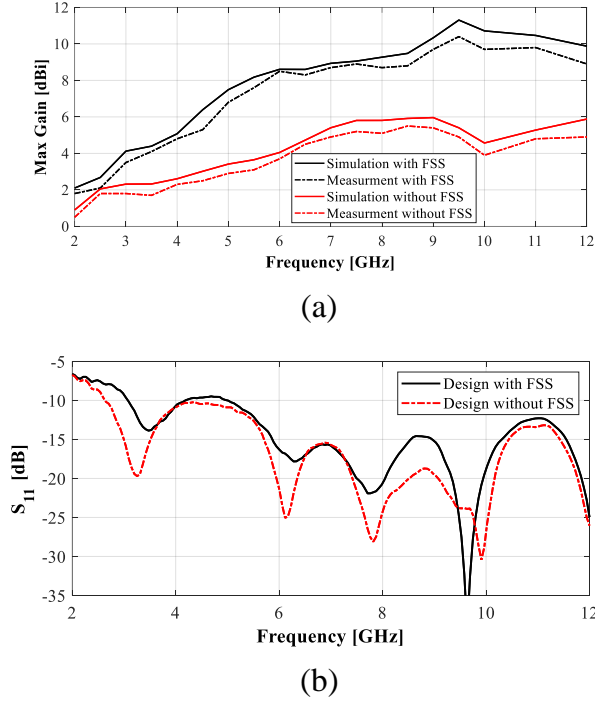 12
10
8
6
4
2
0
Max Gain [dBi]
Simulation with FSS
Measurment with FSS
Simulation without FSS
Measurment without FSS
2 3 4 5 6 7 8 9 10 11 12
Frequency [GHz]
(a)
-5
-10
-15
-20
-25
-30
-35
S11 [dB]
Design with FSS
Design without FSS
2 4 6 8 10 12
Frequency [GHz]
(b)